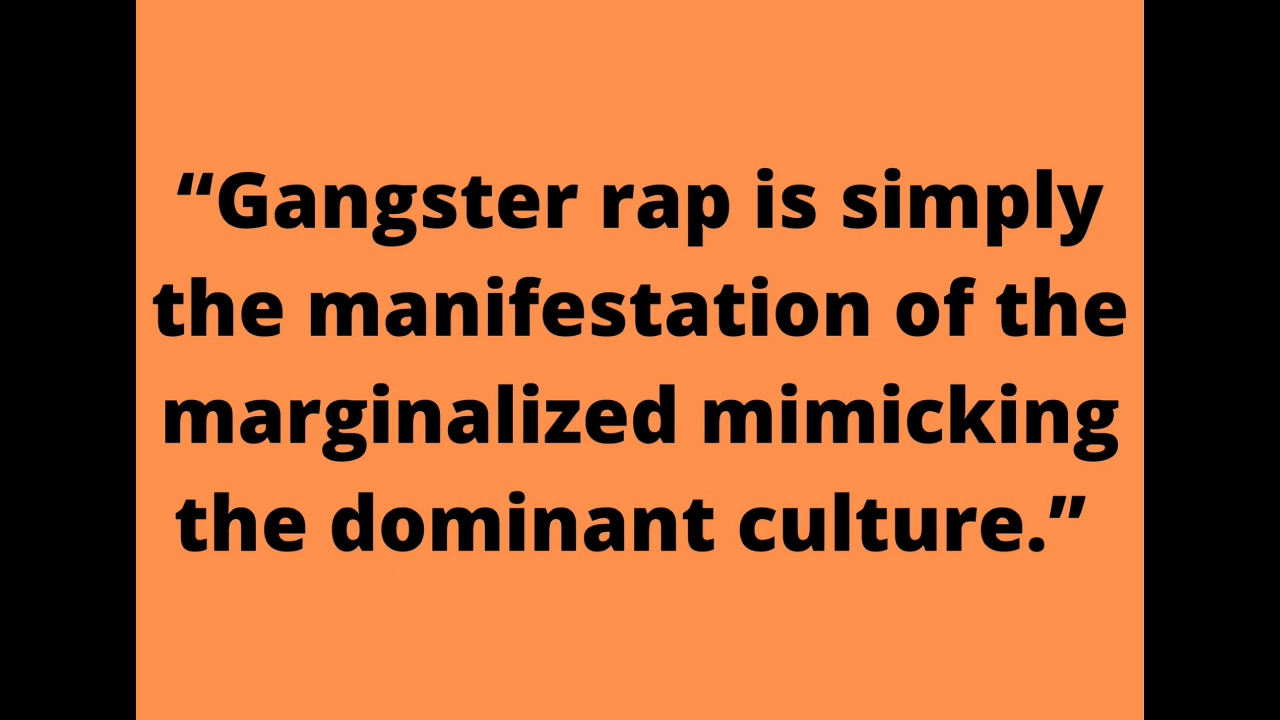 “Gangster rap is simply
the manifestation of the
marginalized mimicking
the dominant culture.”